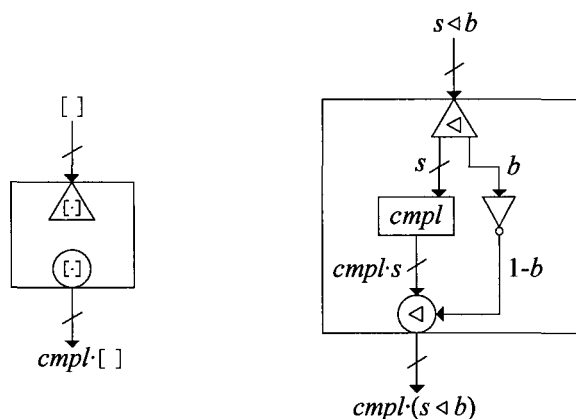 [ ]
[·]
[·]
cmpl·[ ]
s ◁ b
◁
s
b
cmpl
cmpl·s
1-b
◁
cmpl·(s ◁ b)